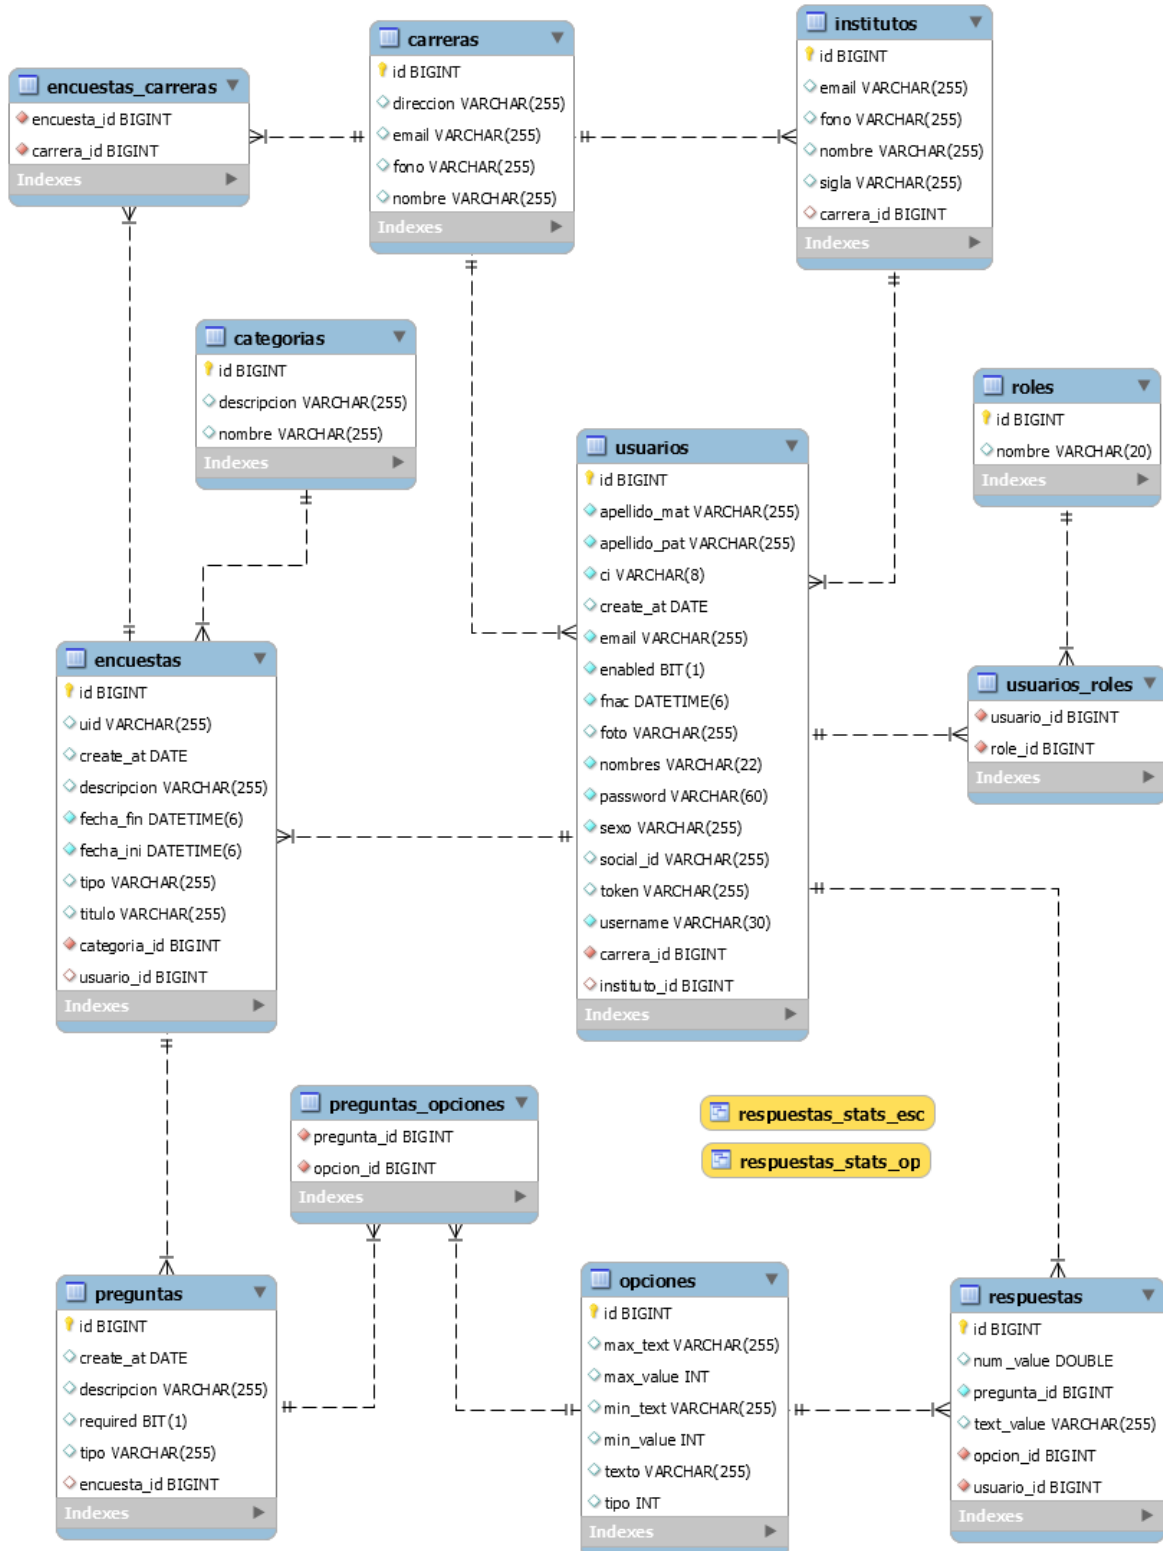 encuestas_carreras
encuesta_id BIGINT
carrera_id BIGINT
Indexes
carreras
id BIGINT
direccion VARCHAR(255)
email VARCHAR(255)
fono VARCHAR(255)
nombre VARCHAR(255)
Indexes
institutos
id BIGINT
email VARCHAR(255)
fono VARCHAR(255)
nombre VARCHAR(255)
sigla VARCHAR(255)
carrera_id BIGINT
Indexes
categorias
id BIGINT
descripcion VARCHAR(255)
nombre VARCHAR(255)
Indexes
usuarios
id BIGINT
apellido_mat VARCHAR(255)
apellido_pat VARCHAR(255)
ci VARCHAR(8)
create_at DATE
email VARCHAR(255)
enabled BIT(1)
fnac DATETIME(6)
foto VARCHAR(255)
nombres VARCHAR(22)
password VARCHAR(60)
sexo VARCHAR(255)
social_id VARCHAR(255)
token VARCHAR(255)
username VARCHAR(30)
carrera_id BIGINT
instituto_id BIGINT
Indexes
roles
id BIGINT
nombre VARCHAR(20)
Indexes
usuarios_roles
usuario_id BIGINT
role_id BIGINT
Indexes
encuestas
id BIGINT
uid VARCHAR(255)
create_at DATE
descripcion VARCHAR(255)
fecha_fin DATETIME(6)
fecha_ini DATETIME(6)
tipo VARCHAR(255)
titulo VARCHAR(255)
categoria_id BIGINT
usuario_id BIGINT
Indexes
preguntas_opciones
pregunta_id BIGINT
opcion_id BIGINT
Indexes
respuestas_stats_esc
respuestas_stats_op
preguntas
id BIGINT
create_at DATE
descripcion VARCHAR(255)
required BIT(1)
tipo VARCHAR(255)
encuesta_id BIGINT
Indexes
opciones
id BIGINT
max_text VARCHAR(255)
max_value INT
min_text VARCHAR(255)
min_value INT
texto VARCHAR(255)
tipo INT
Indexes
respuestas
id BIGINT
num_value DOUBLE
pregunta_id BIGINT
text_value VARCHAR(255)
opcion_id BIGINT
usuario_id BIGINT
Indexes